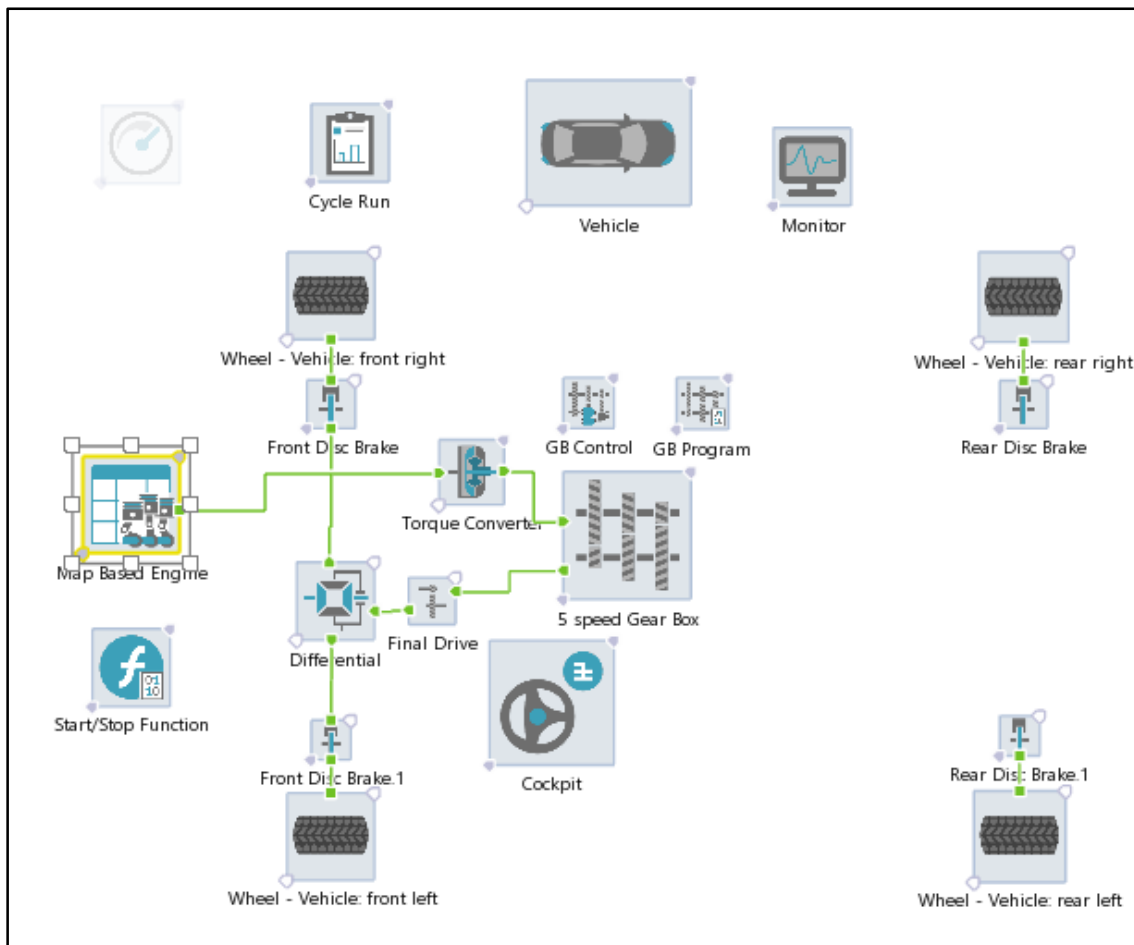 Cycle Run
Vehicle
Monitor
Wheel - Vehicle: front right
Wheel - Vehicle: rear right
Front Disc Brake
GB Control
GB Program
Rear Disc Brake
Torque Converter
Map Based Engine
5 speed Gear Box
Final Drive
Differential
01
10
Start/Stop Function
Front Disc Brake.1
Cockpit
Rear Disc Brake.1
Wheel - Vehicle: front left
Wheel - Vehicle: rear left